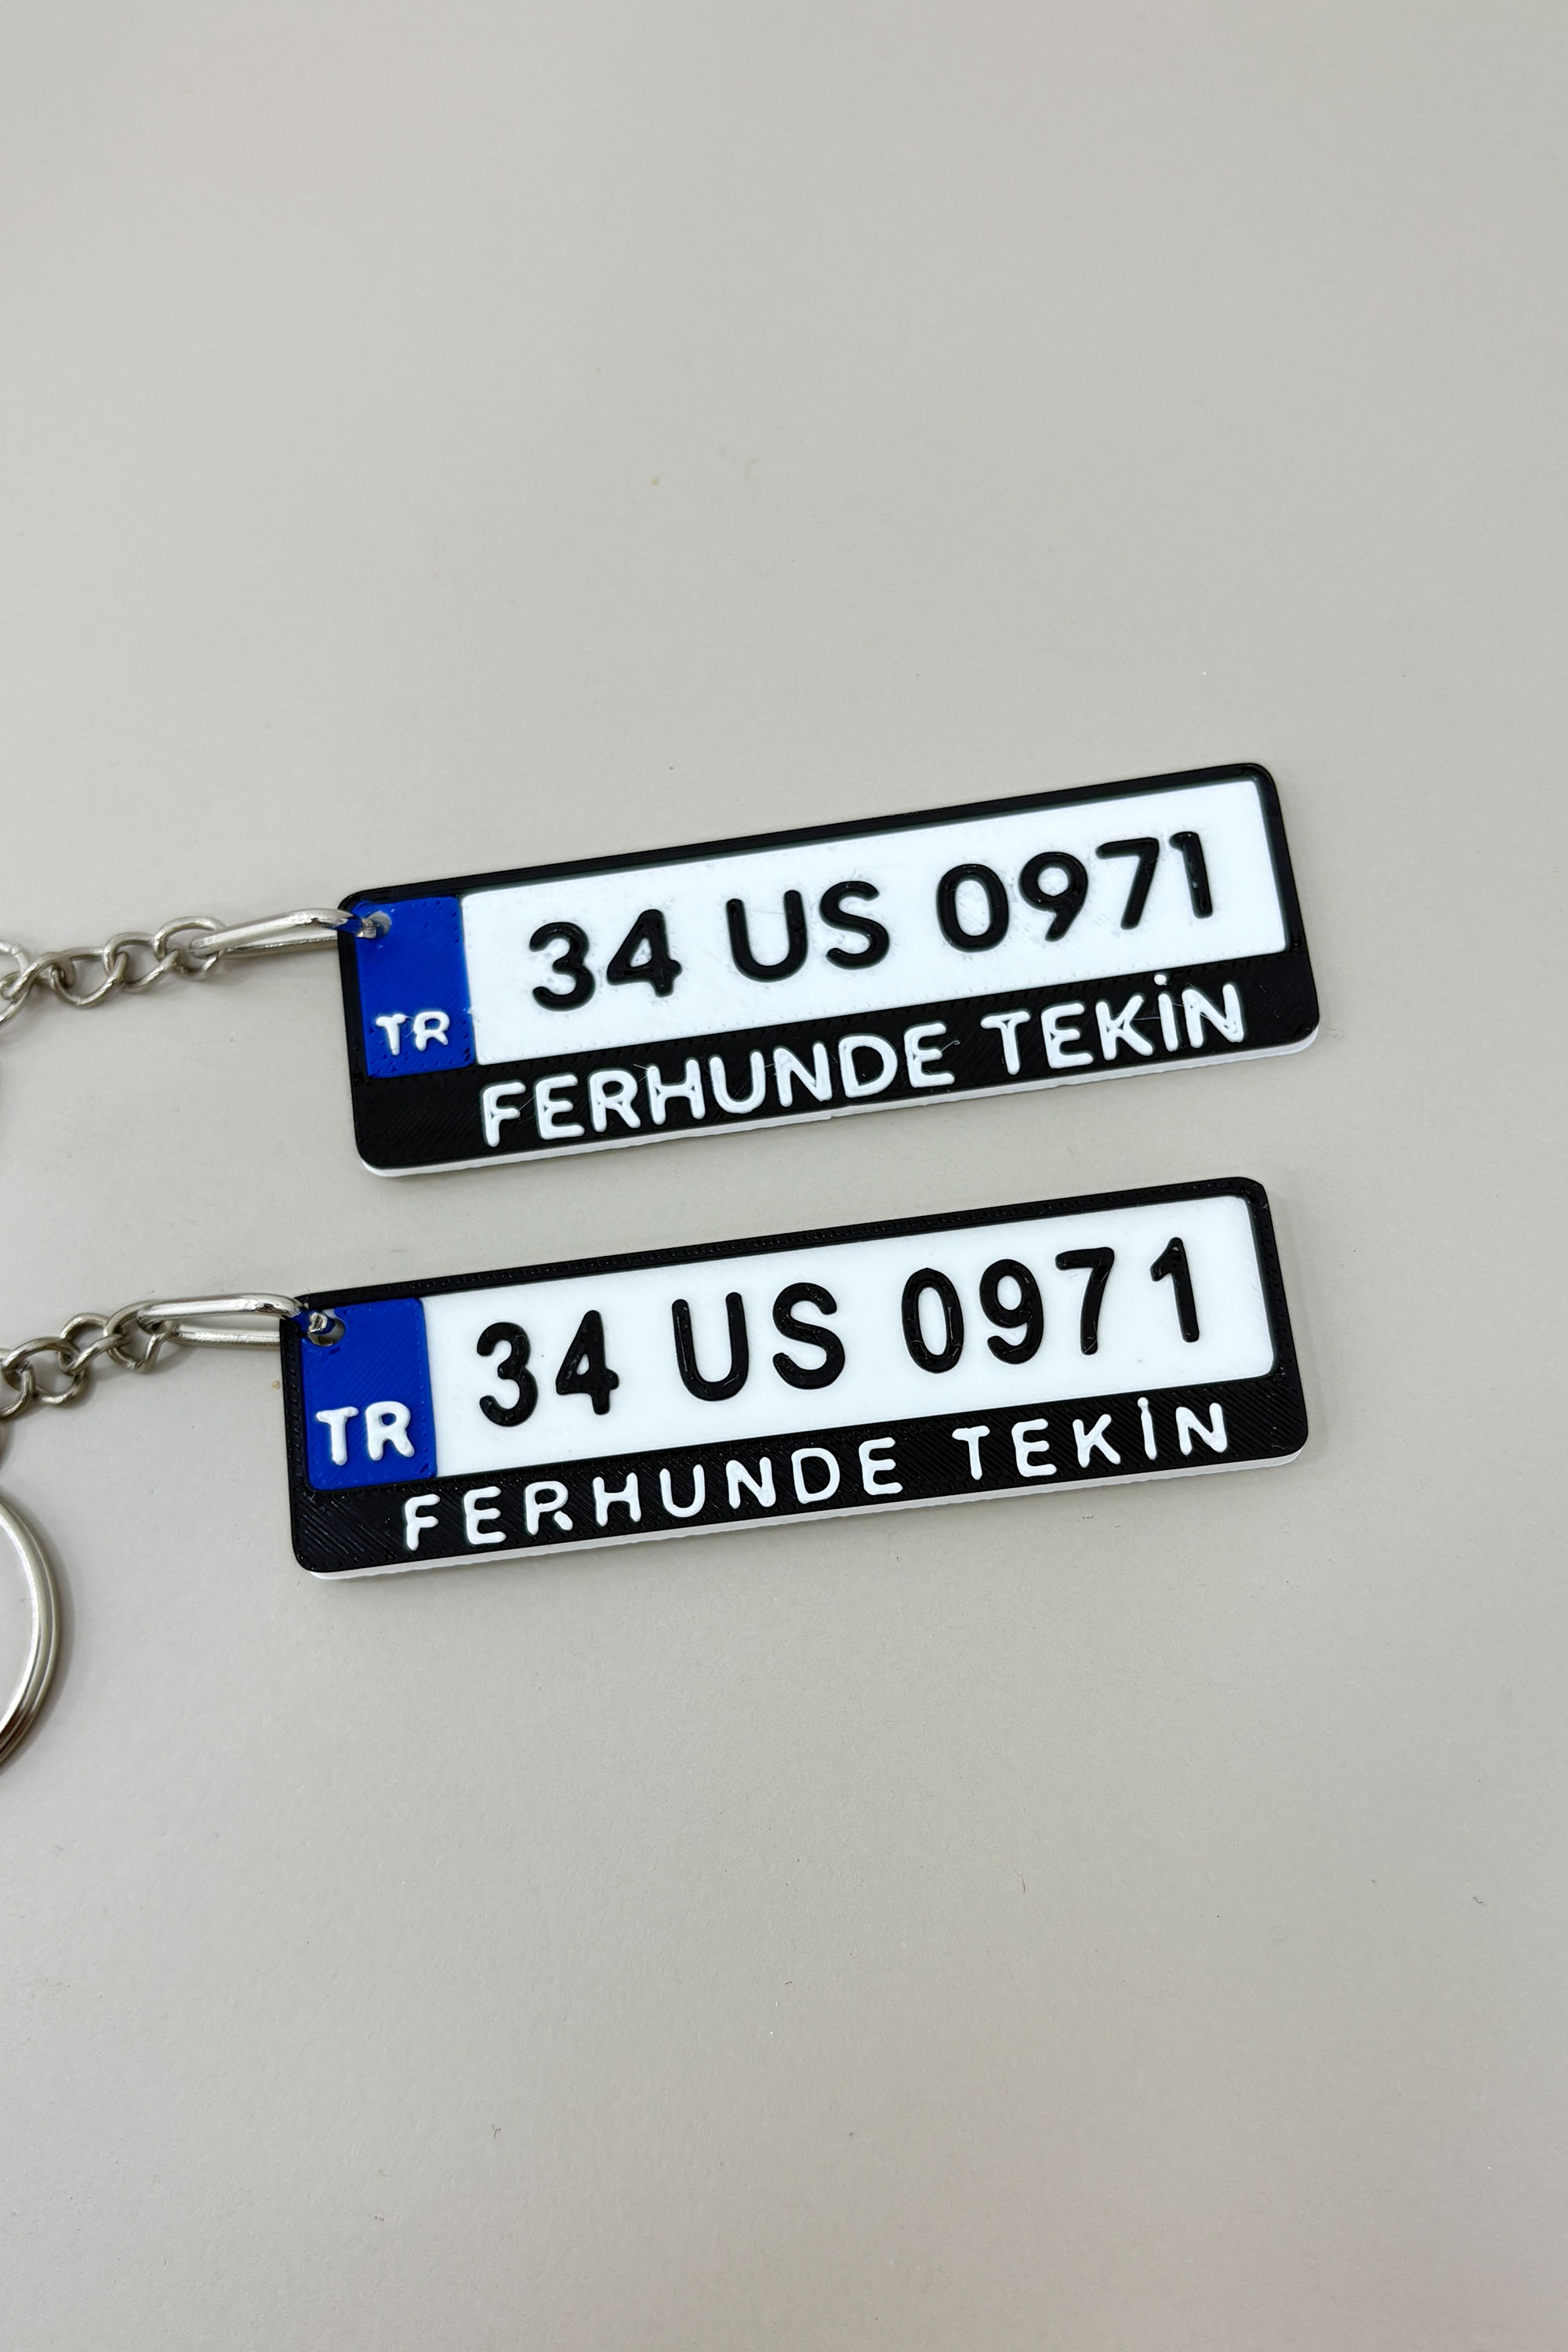 TR 34 US 0971
FERHUNDE TEKİN
TR 34 US 0971
FERHUNDE TEKİN